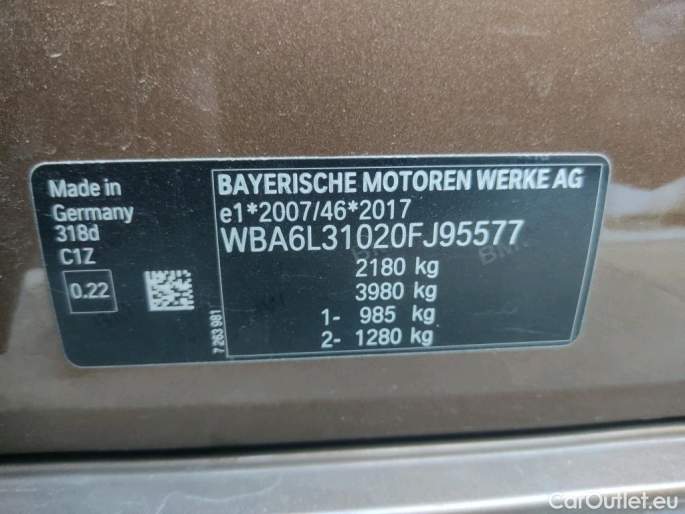 Made in
Germany
318d
C1Z
0.22
7 263 981
BAYERISCHE MOTOREN WERKE AG
e1*2007/46*2017
WBA6L31020FJ95577
2180 kg
3980 kg
1- 985 kg
2- 1280 kg
CarOutlet.eu